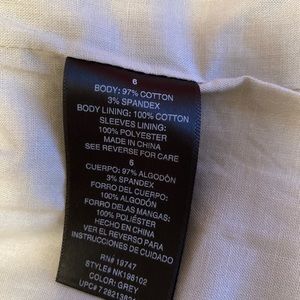 6
BODY: 97% COTTON
3% SPANDEX
BODY LINING: 100% COTTON
SLEEVES LINING:
100% POLYESTER
MADE IN CHINA
SEE REVERSE FOR CARE
6
CUERPO: 97% ALGODÓN
3% SPANDEX
FORRO DEL CUERPO:
100% ALGODÓN
FORRO DE LAS MANGAS:
100% POLIÉSTER
HECHO EN CHINA
VER EL REVERSO PARA
INSTRUCCIONES DE CUIDADO
RN# 19747
STYLE# NK198102
COLOR: GREY
UPC#